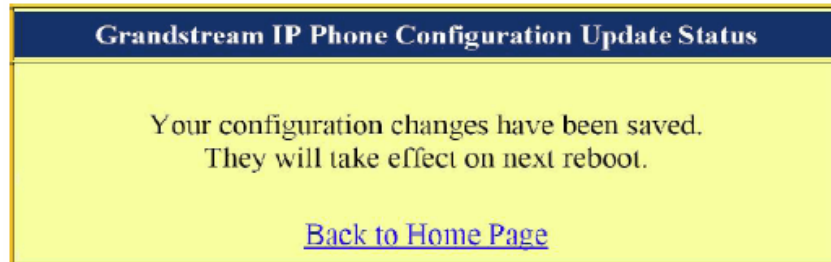 Grandstream IP Phone Configuration Update Status
Your configuration changes have been saved.
They will take effect on next reboot.
Back to Home Page